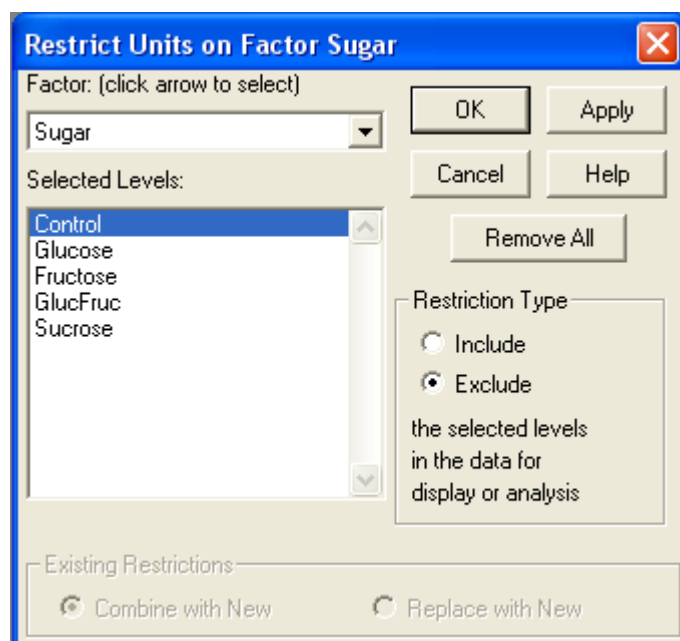 Restrict Units on Factor Sugar
Factor: (click arrow to select)
Sugar
OK
Apply
Cancel
Help
Remove All
Selected Levels:
Control
Glucose
Fructose
GlucFruc
Sucrose
Restriction Type
Include
Exclude
the selected levels
in the data for
display or analysis
Existing Restrictions
Combine with New
Replace with New